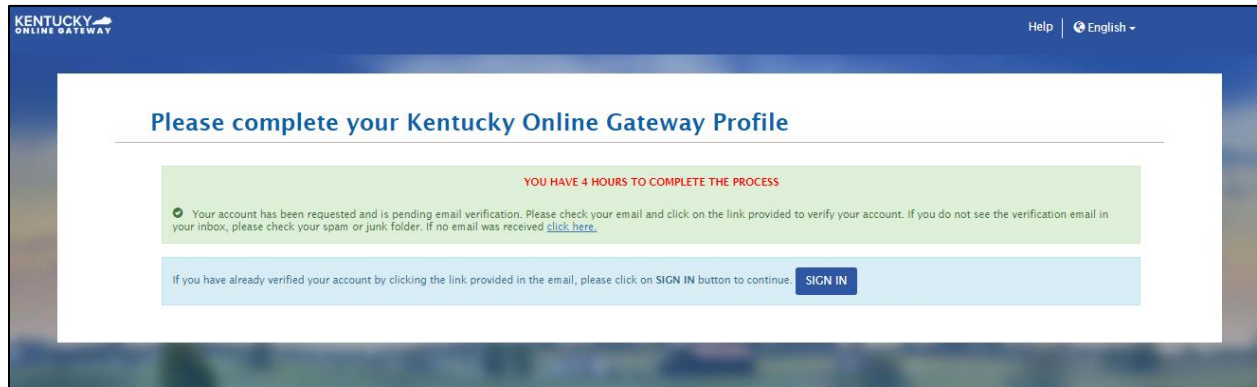 KENTUCKY
ONLINE GATEWAY
Help
English
Please complete your Kentucky Online Gateway Profile
YOU HAVE 4 HOURS TO COMPLETE THE PROCESS
Your account has been requested and is pending email verification. Please check your email and click on the link provided to verify your account. If you do not see the verification email in
your inbox, please check your spam or junk folder. If no email was received click here.
If you have already verified your account by clicking the link provided in the email, please click on SIGN IN button to continue. SIGN IN